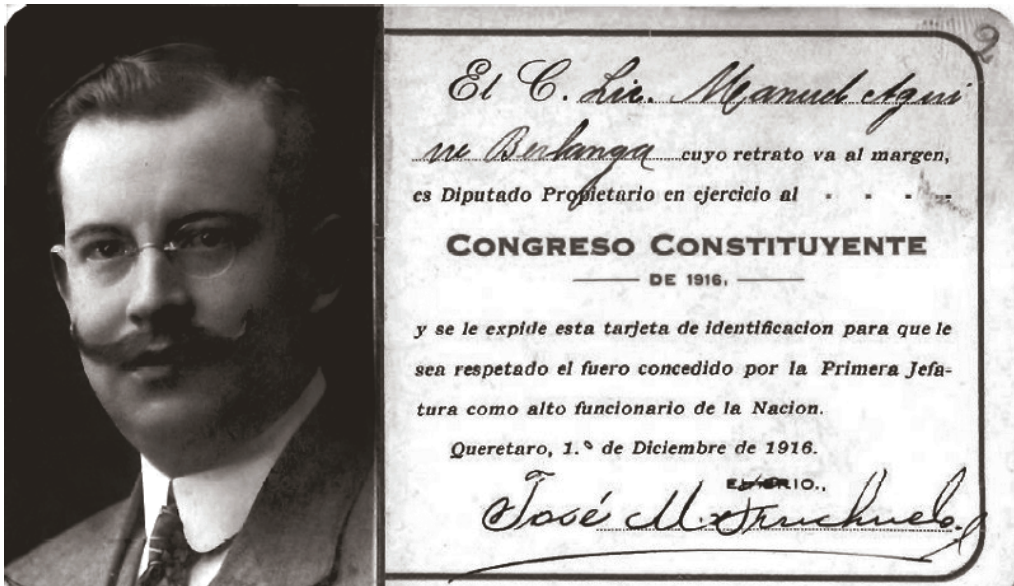 2
El C. Lic. Manuel Agui
rre Berlanga cuyo retrato va al margen,
es Diputado Propietario en ejercicio al - - - -
CONGRESO CONSTITUYENTE
DE 1916,
y se le expide esta tarjeta de identificacion para que le
sea respetado el fuero concedido por la Primera Jefa-
tura como alto funcionario de la Nacion.
Queretaro, 1.º de Diciembre de 1916.
José M. Truchuelo.